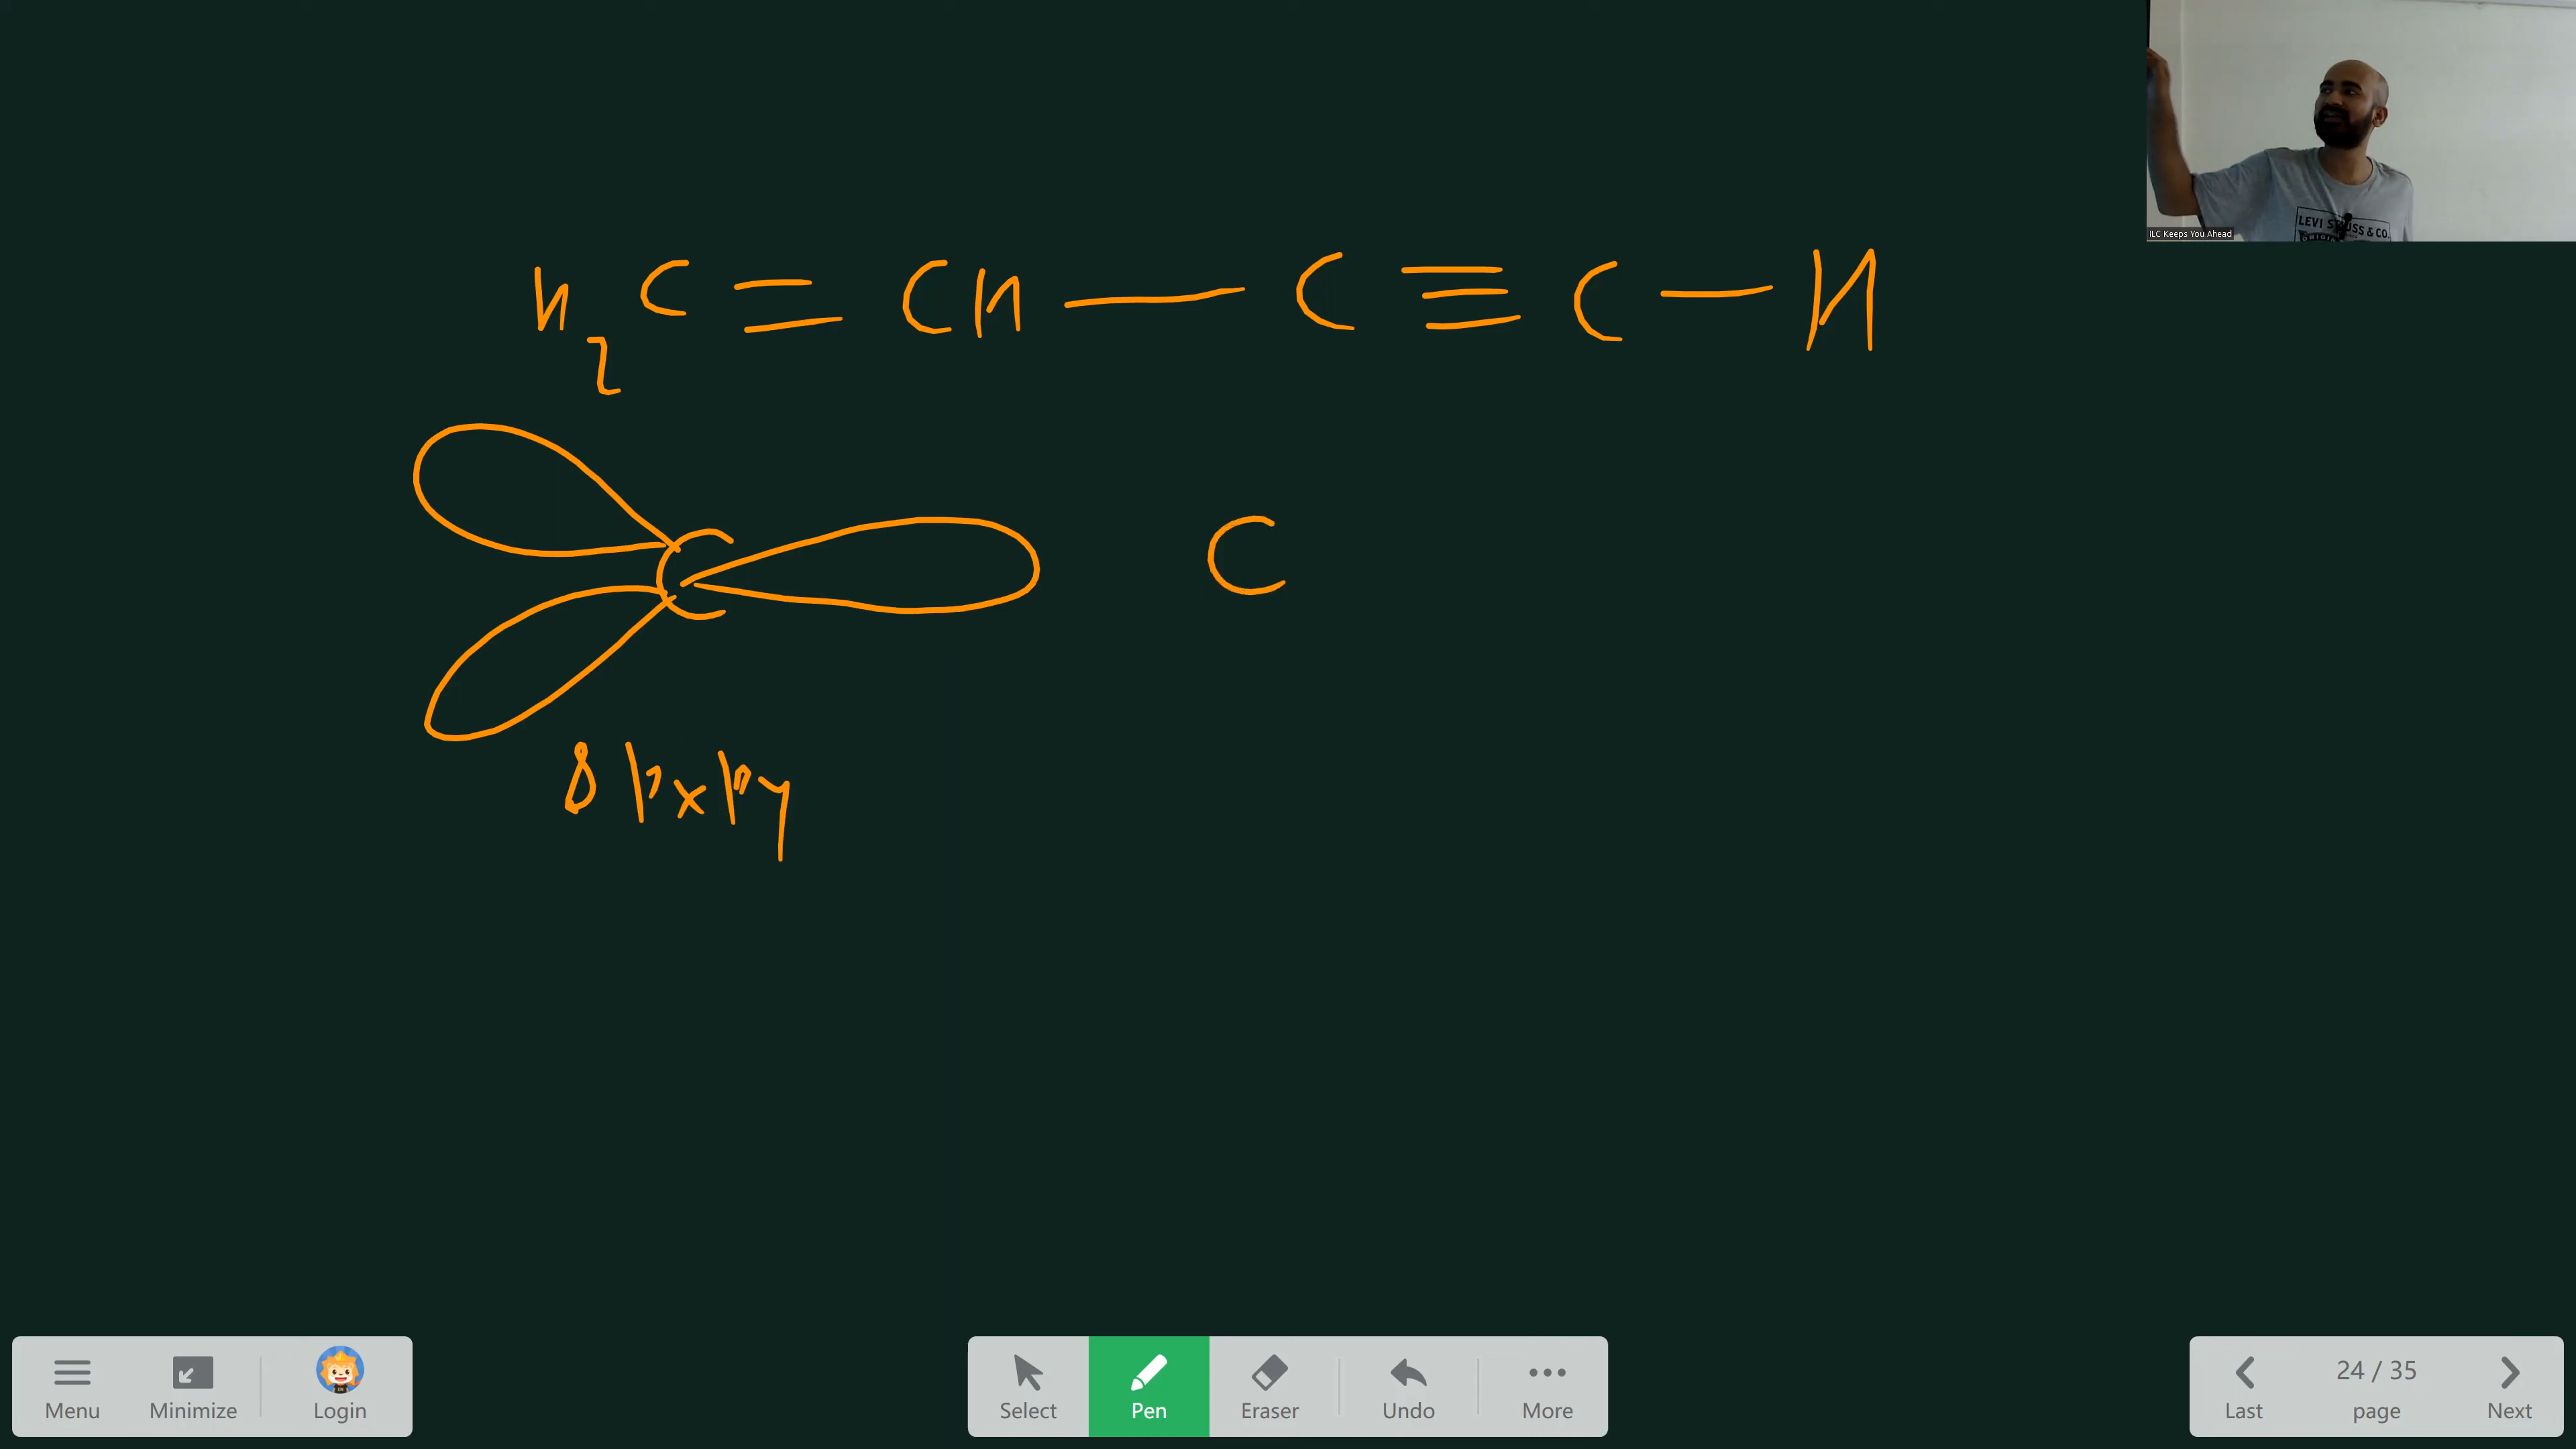 H₂C = CH — C ≡ C — H
C C
s px py
LEVI STRAUSS & CO.
ILC Keeps You Ahead
Menu Minimize Login Select Pen Eraser Undo More Last 24 / 35 page Next